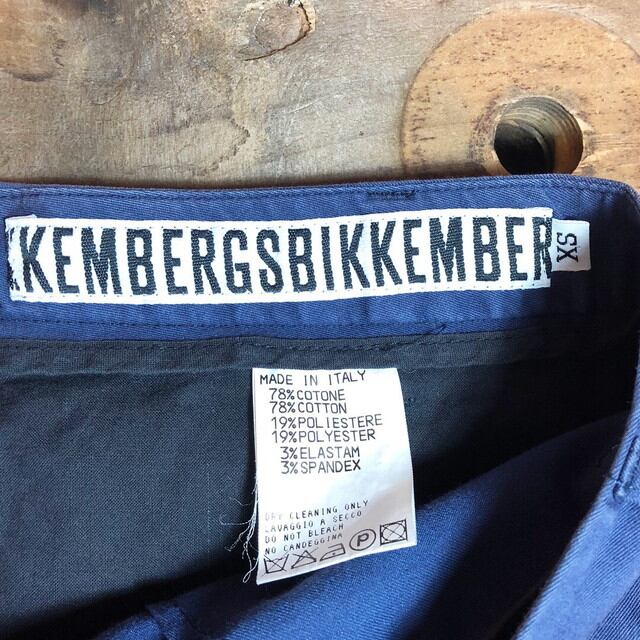 KKEMBERGSBIKKEMBER
XS
MADE IN ITALY
78%COTONE
78%COTTON
19%POLIESTERE
19%POLYESTER
3%ELASTAM
3%SPANDEX
DRY CLEANING ONLY
LAVAGGIO A SECCO
DO NOT BLEACH
NO CANDEGGINA
P